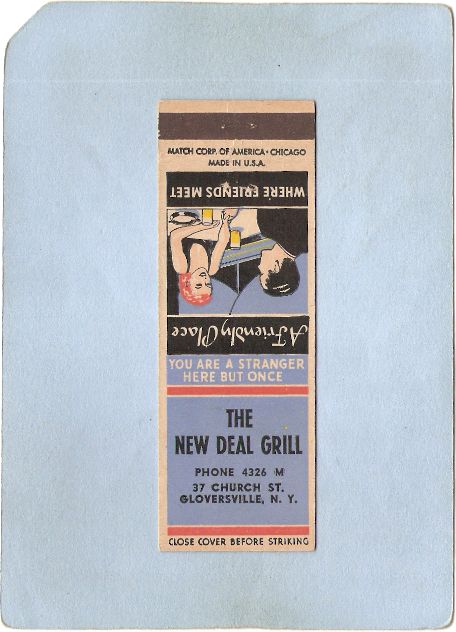 MATCH CORP. OF AMERICA • CHICAGO
MADE IN U.S.A.
WHERE FRIENDS MEET
A Friendly Place
YOU ARE A STRANGER
HERE BUT ONCE
THE
NEW DEAL GRILL
PHONE 4326 M
37 CHURCH ST.
GLOVERSVILLE, N. Y.
CLOSE COVER BEFORE STRIKING